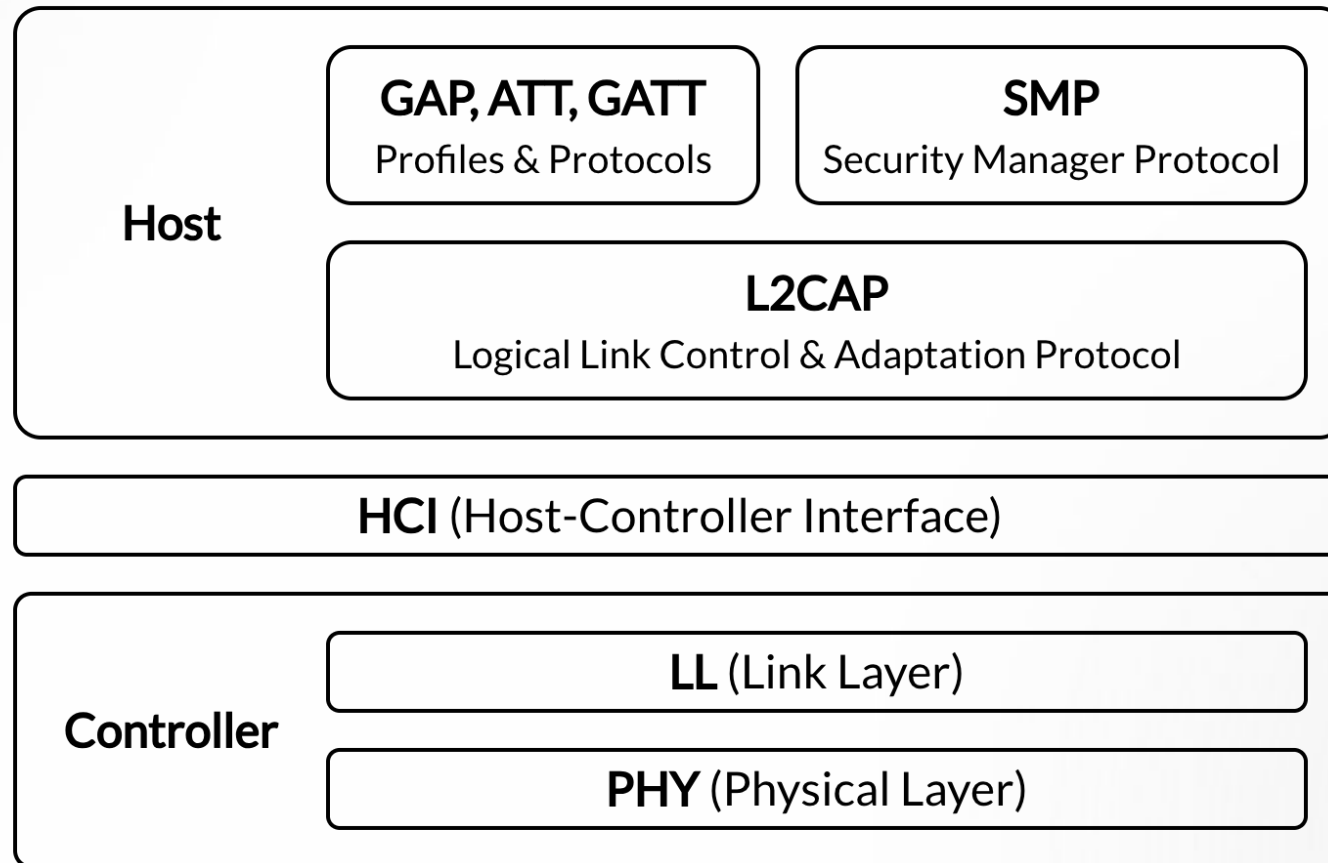 GAP, ATT, GATT
Profiles & Protocols
SMP
Security Manager Protocol
Host
L2CAP
Logical Link Control & Adaptation Protocol
HCI (Host-Controller Interface)
LL (Link Layer)
Controller
PHY (Physical Layer)